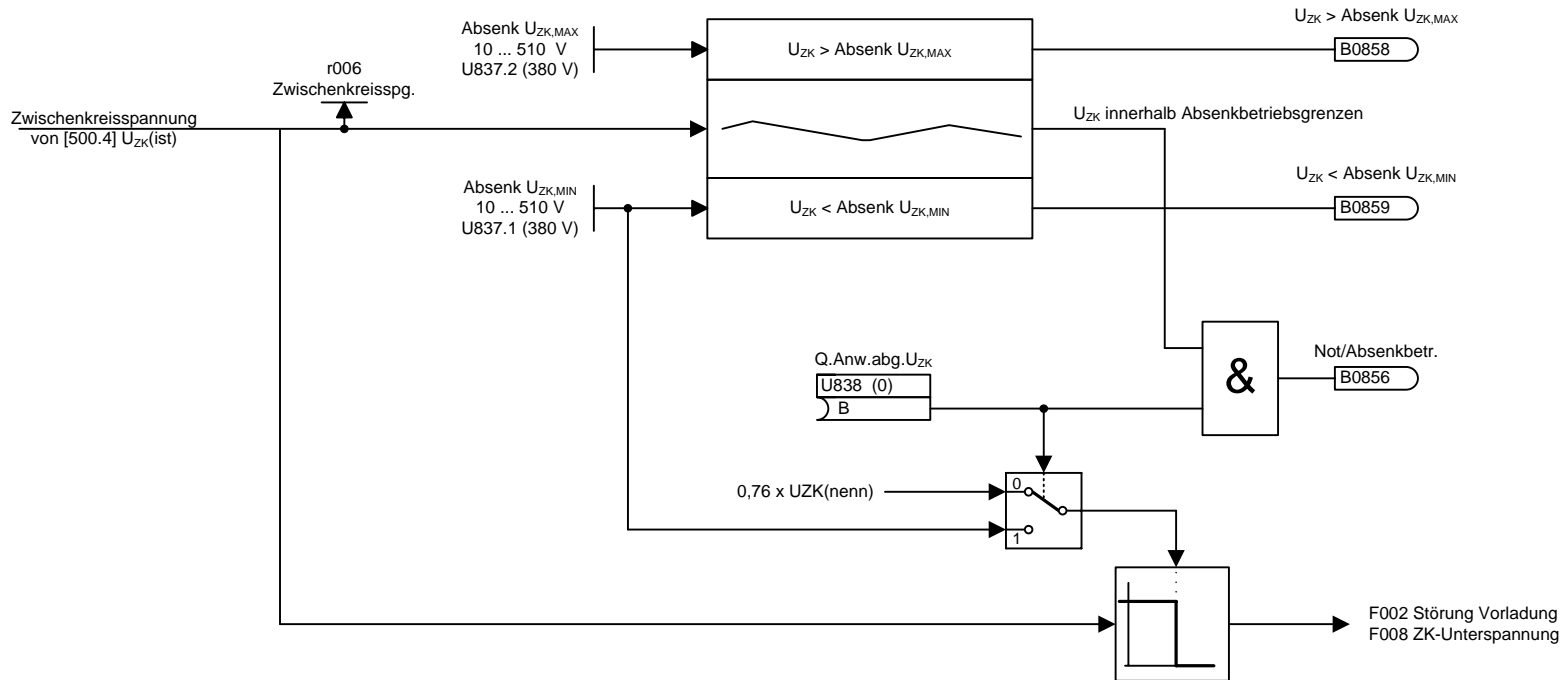 Absenk UZK,MAX
10 ... 510 V
U837.2 (380 V)
UZK > Absenk UZK,MAX
UZK > Absenk UZK,MAX
B0858
r006
Zwischenkreisspg.
Zwischenkreisspannung
von [500.4] UZK(ist)
UZK innerhalb Absenkbetriebsgrenzen
Absenk UZK,MIN
10 ... 510 V
U837.1 (380 V)
UZK < Absenk UZK,MIN
UZK < Absenk UZK,MIN
B0859
Q.Anw.abg.UZK
U838 (0)
B
&
Not/Absenkbetr.
B0856
0,76 x UZK(nenn)
0
1
F002 Störung Vorladung
F008 ZK-Unterspannung